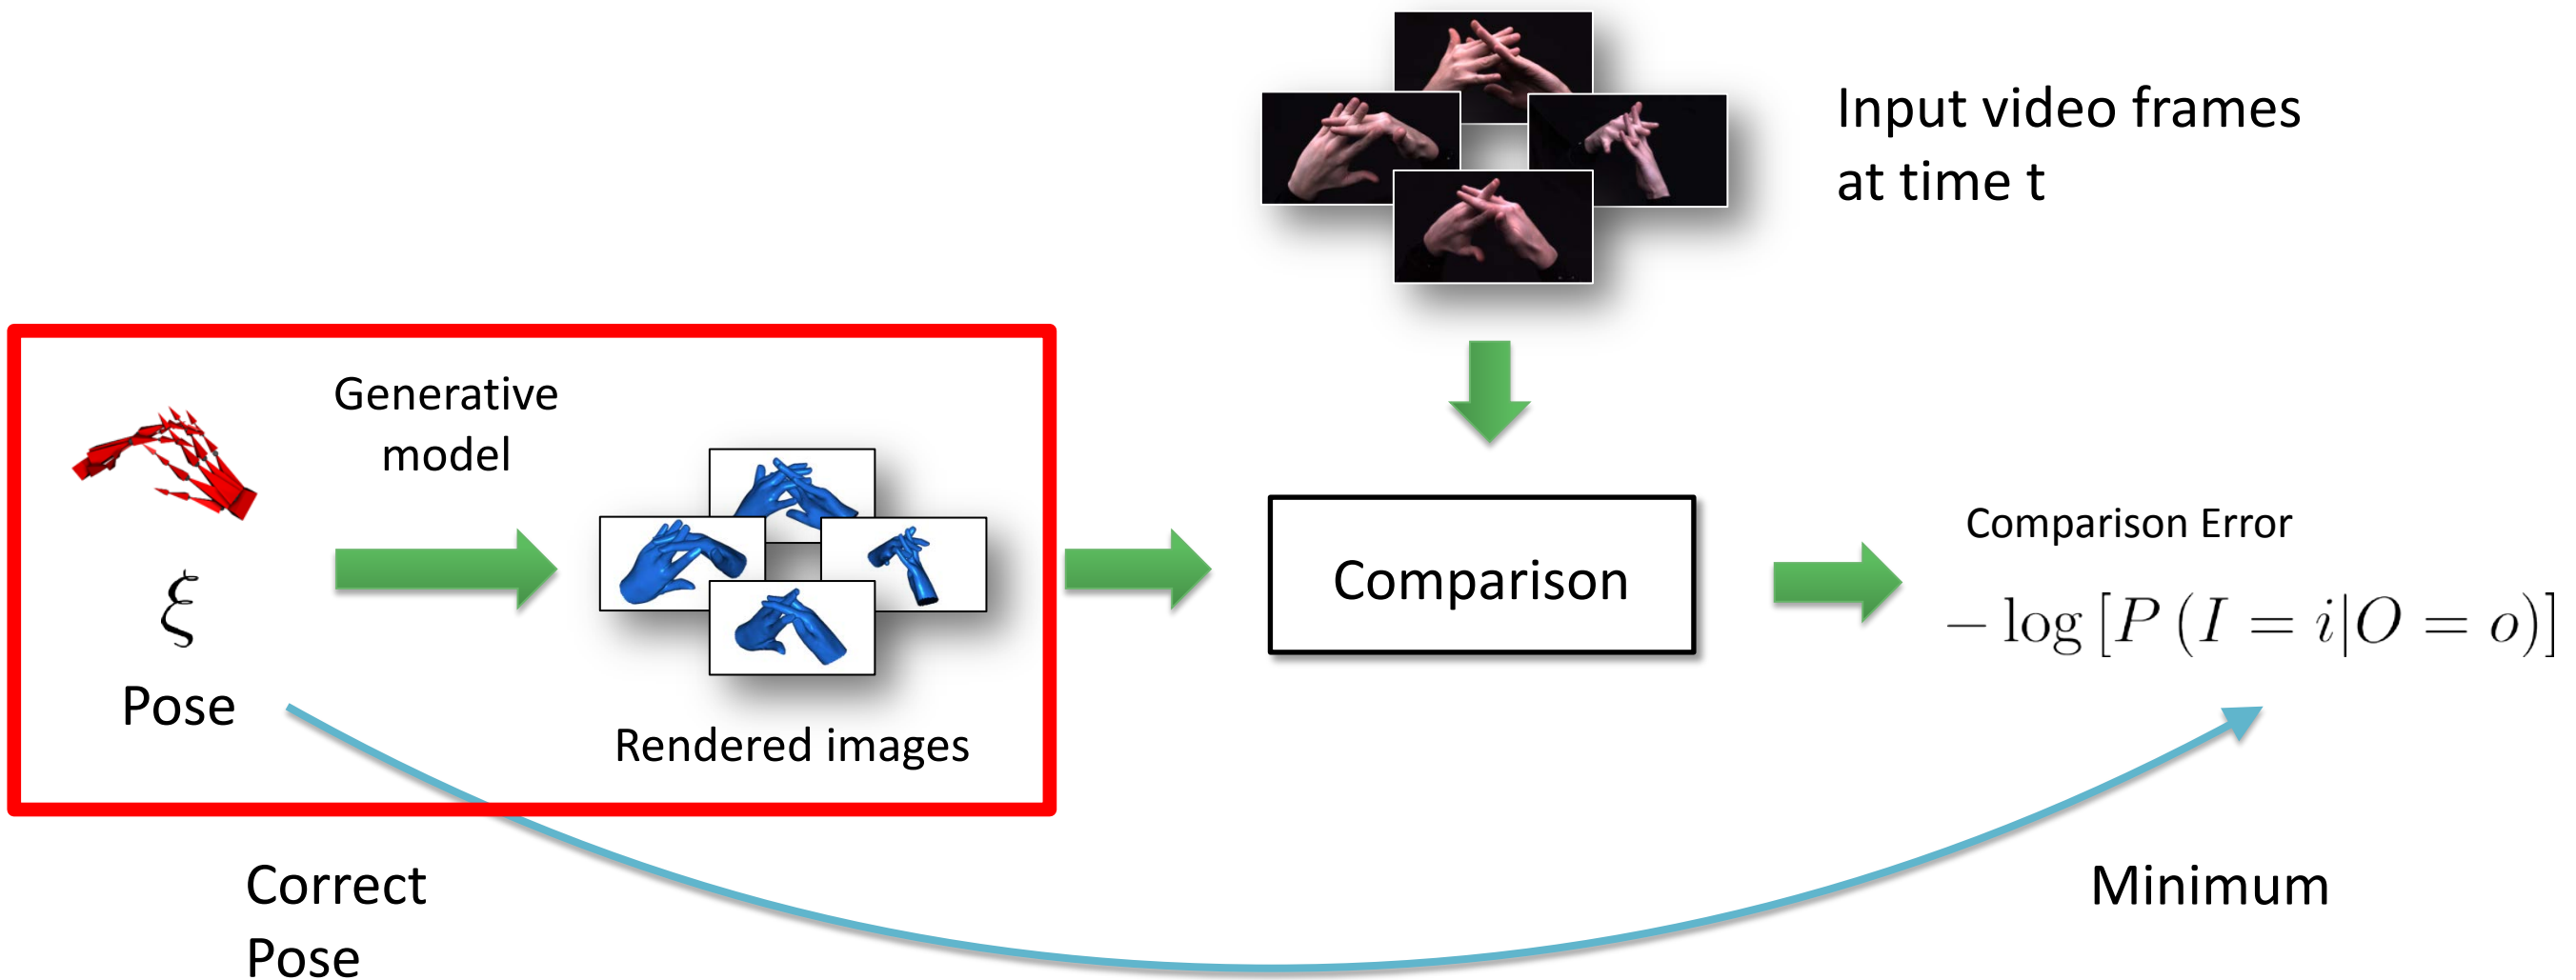 Input video frames
at time t
Generative
model
ξ
Pose
Rendered images
Comparison
Comparison Error
− log [P (I = i|O = o)]
Correct
Pose
Minimum